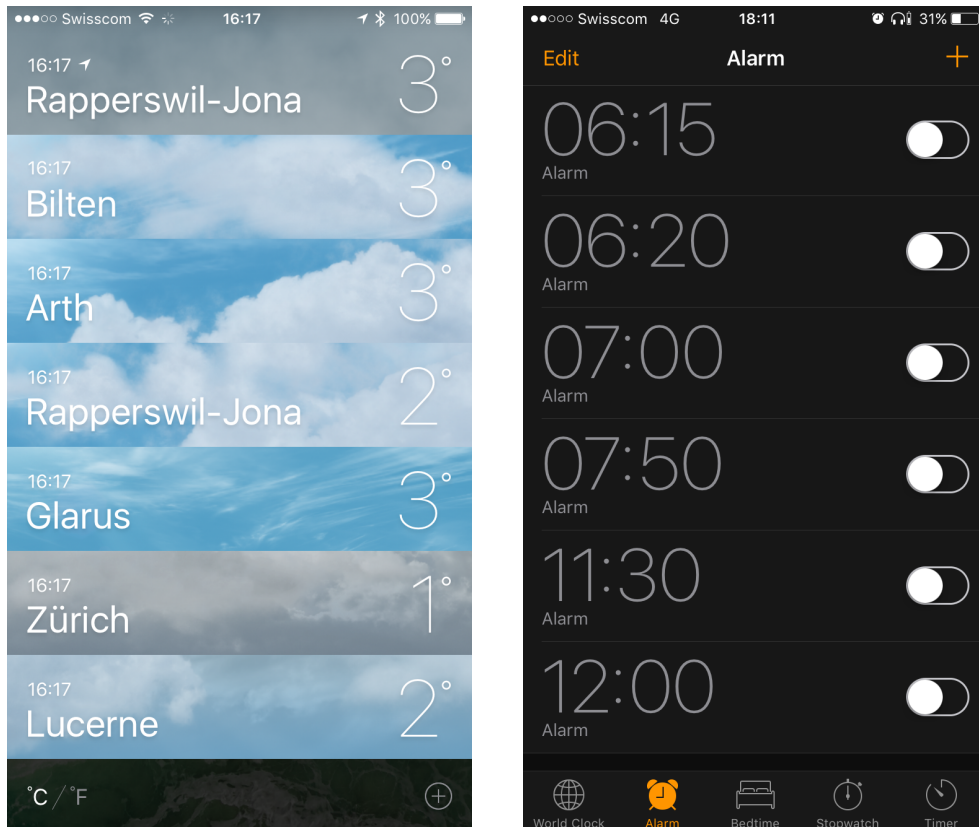 Swisscom 16:17 100%
16:17
Rapperswil-Jona 3°
16:17
Bilten 3°
16:17
Arth 3°
16:17
Rapperswil-Jona 2°
16:17
Glarus 3°
16:17
Zürich 1°
16:17
Lucerne 2°
°C / °F
Swisscom 4G 18:11 31%
Edit Alarm +
06:15
Alarm
06:20
Alarm
07:00
Alarm
07:50
Alarm
11:30
Alarm
12:00
Alarm
World Clock Alarm Bedtime Stopwatch Timer